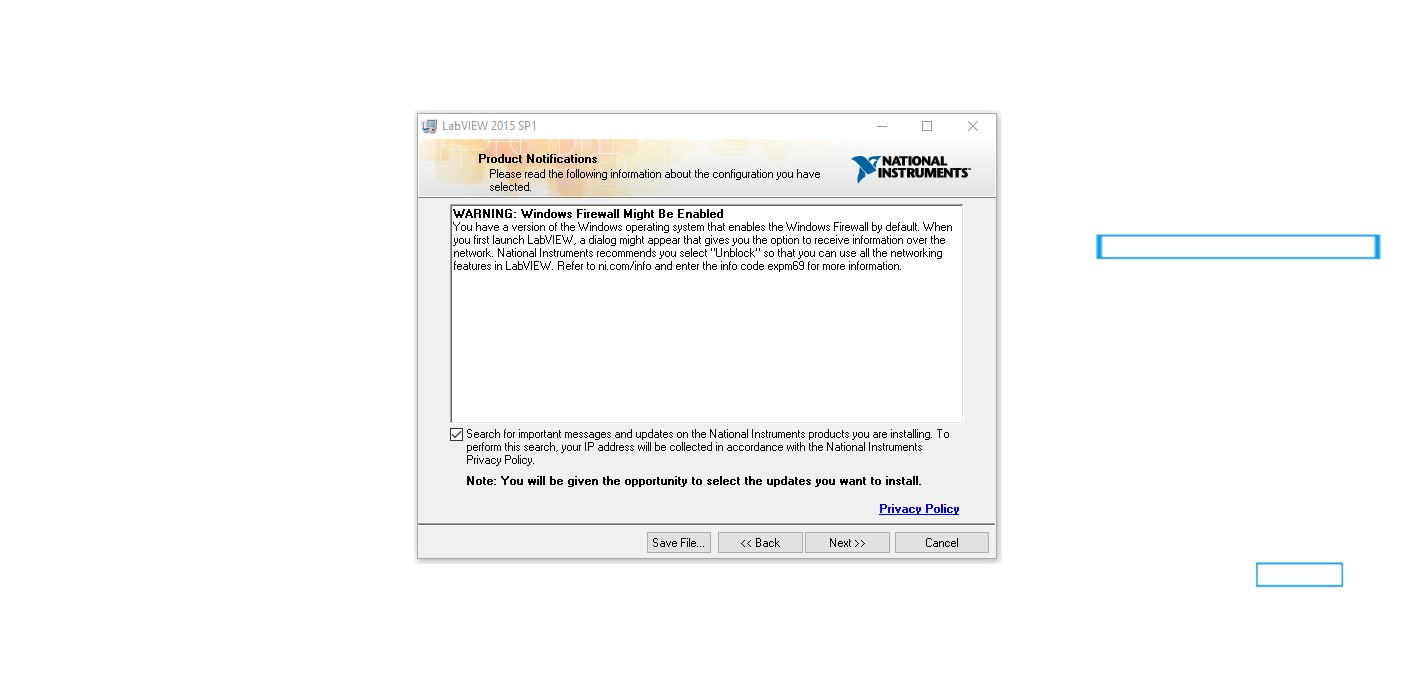 LabVIEW 2015 SP1
Product Notifications
Please read the following information about the configuration you have
selected.
NATIONAL
INSTRUMENTS™
WARNING: Windows Firewall Might Be Enabled
You have a version of the Windows operating system that enables the Windows Firewall by default. When
you first launch LabVIEW, a dialog might appear that gives you the option to receive information over the
network. National Instruments recommends you select "Unblock" so that you can use all the networking
features in LabVIEW. Refer to ni.com/info and enter the info code expm69 for more information.
Search for important messages and updates on the National Instruments products you are installing. To
perform this search, your IP address will be collected in accordance with the National Instruments
Privacy Policy.
Note: You will be given the opportunity to select the updates you want to install.
Privacy Policy
Save File... << Back Next >> Cancel